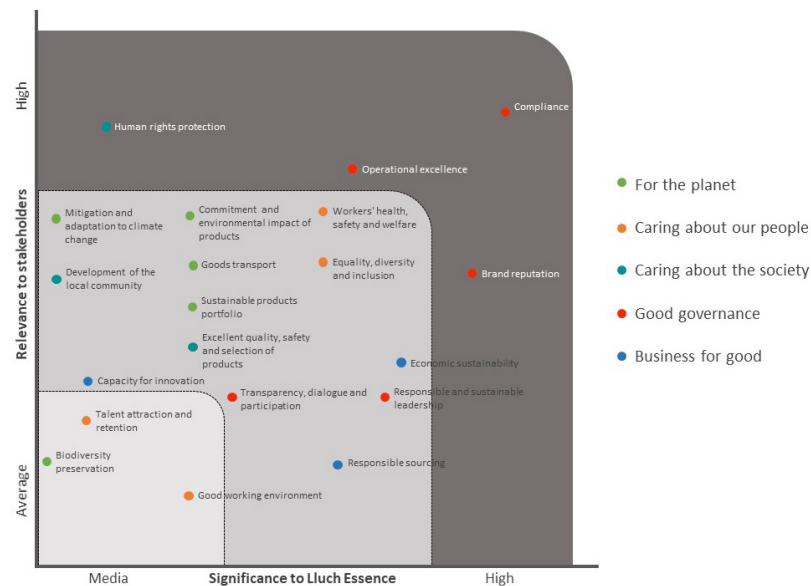 High
Relevance to stakeholders
Average
Compliance
Human rights protection
Operational excellence
Mitigation and
adaptation to climate
change
Commitment and
environmental impact of
products
Workers' health,
safety and welfare
Development of the
local community
Goods transport
Equality, diversity
and inclusion
Brand reputation
Sustainable products
portfolio
Excellent quality, safety
and selection of
products
Economic sustainability
Capacity for innovation
Transparency, dialogue and
participation
Responsible and sustainable
leadership
Talent attraction and
retention
Biodiversity
preservation
Responsible sourcing
Good working environment
Media
Significance to Lluch Essence
High
For the planet
Caring about our people
Caring about the society
Good governance
Business for good